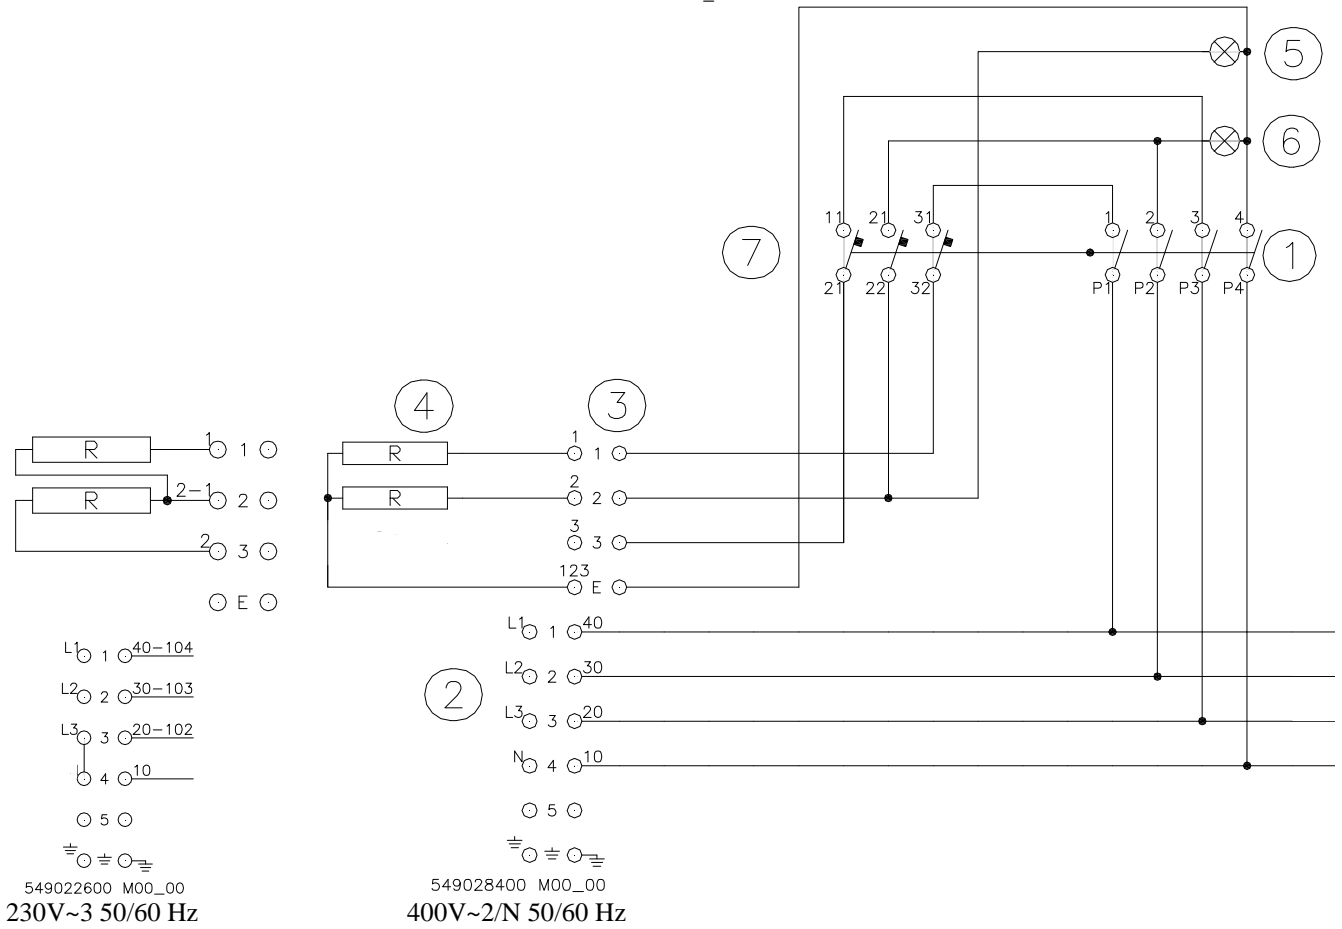 5
6
11 21 31 1 2 3 4
7 1
21 22 32 P1 P2 P3 P4
4 3
1 R 1
2-1 R 2
2 3
E
R 1 1
R 2 2
3 3
123 E
L1 1 40-104
L2 2 30-103
L3 3 20-102
4 10
5
549022600 M00_00
230V~3 50/60 Hz
2
L1 1 40
L2 2 30
L3 3 20
N 4 10
5
549028400 M00_00
400V~2/N 50/60 Hz